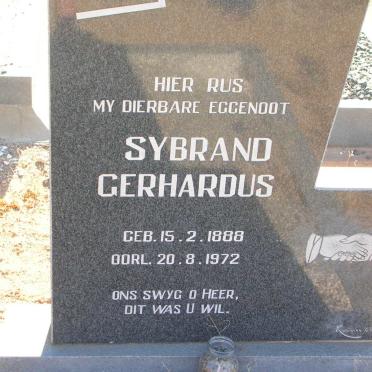 HIER RUS
MY DIERBARE EGGENOOT
SYBRAND
GERHARDUS
GEB. 15. 2. 1888
OORL. 20. 8. 1972
ONS SWYG O HEER,
DIT WAS U WIL.